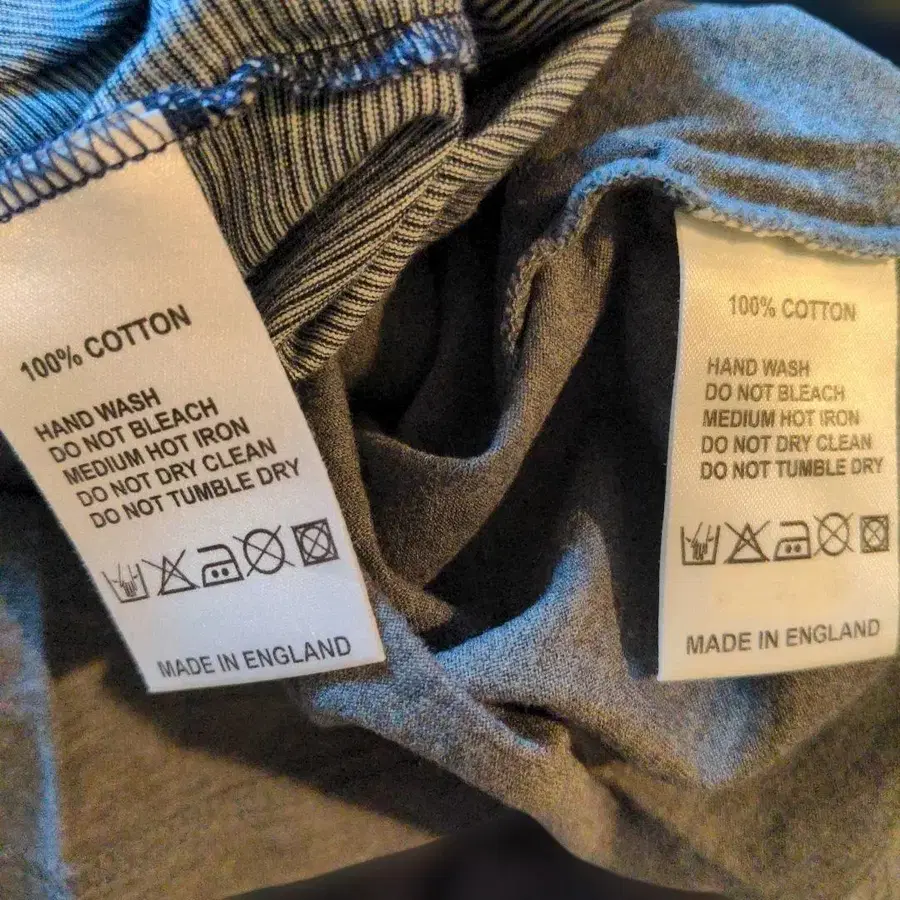 100% COTTON
HAND WASH
DO NOT BLEACH
MEDIUM HOT IRON
DO NOT DRY CLEAN
DO NOT TUMBLE DRY
MADE IN ENGLAND
100% COTTON
HAND WASH
DO NOT BLEACH
MEDIUM HOT IRON
DO NOT DRY CLEAN
DO NOT TUMBLE DRY
MADE IN ENGLAND